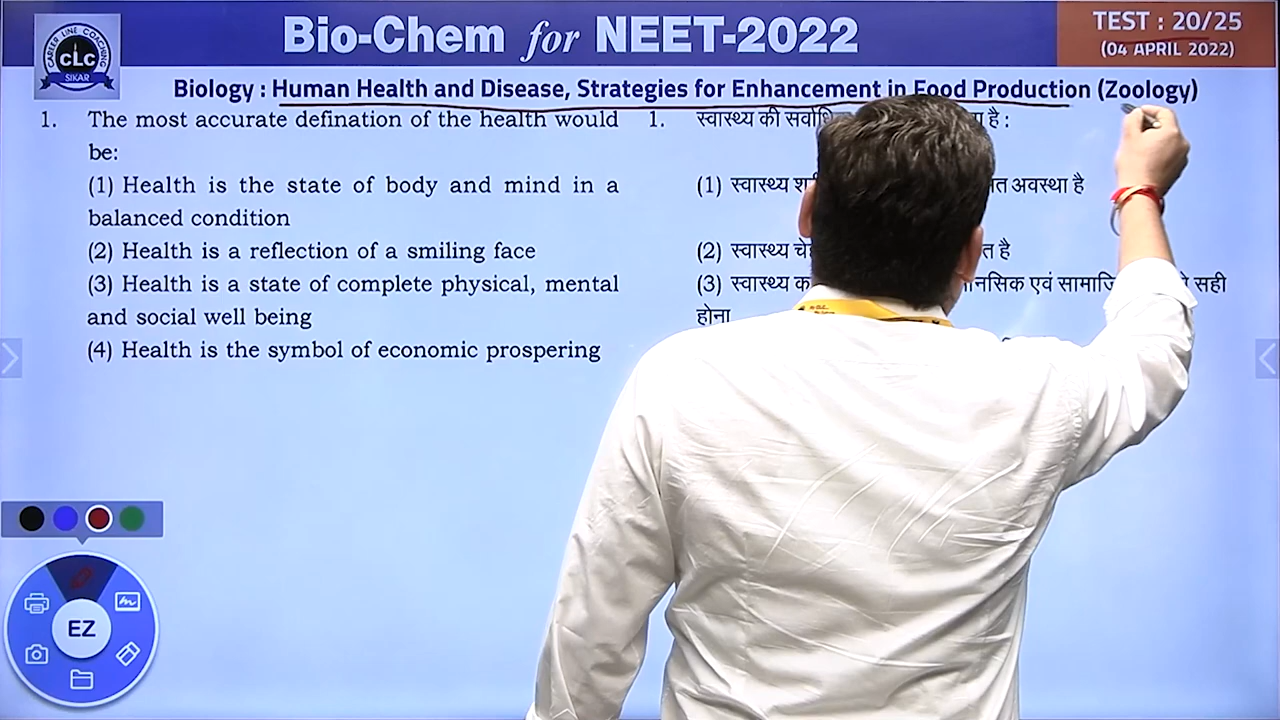 CAREER LINE COACHING
CLC
SIKAR
Bio-Chem for NEET-2022
TEST : 20/25
(04 APRIL 2022)
Biology : Human Health and Disease, Strategies for Enhancement in Food Production (Zoology)
1. The most accurate defination of the health would
be:
(1) Health is the state of body and mind in a
balanced condition
(2) Health is a reflection of a smiling face
(3) Health is a state of complete physical, mental
and social well being
(4) Health is the symbol of economic prospering
1. स्वास्थ्य की है :
(1) स्वास्थ्य अवस्था है
(2) स्वास्थ्य है
(3) स्वास्थ्य एवं सही
होना
EZ